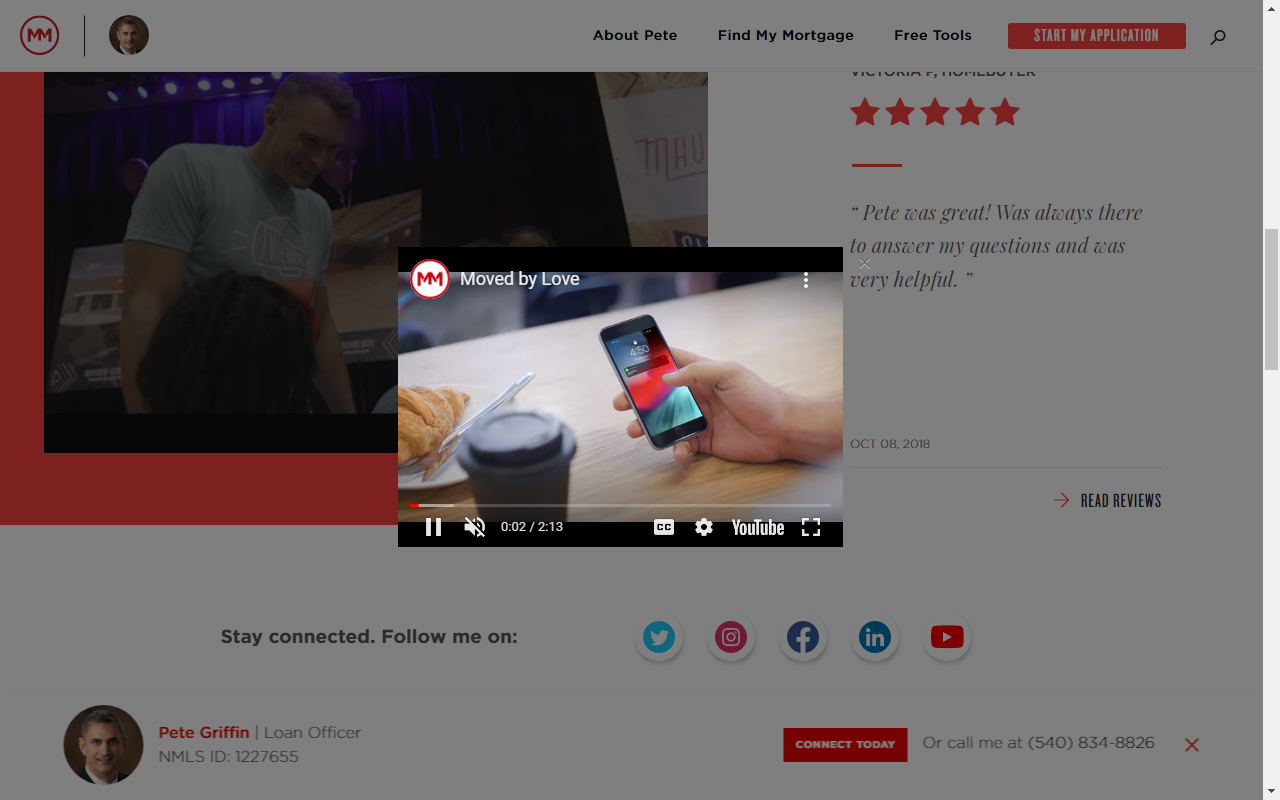 MM
About Pete
Find My Mortgage
Free Tools
START MY APPLICATION
VICTORIA P, HOMEBUYER
“ Pete was great! Was always there
to answer my questions and was
very helpful. ”
MM
Moved by Love
4:50
0:02 / 2:13
CC
YouTube
OCT 08, 2018
READ REVIEWS
Stay connected. Follow me on:
in
Pete Griffin | Loan Officer
NMLS ID: 1227655
CONNECT TODAY
Or call me at (540) 834-8826